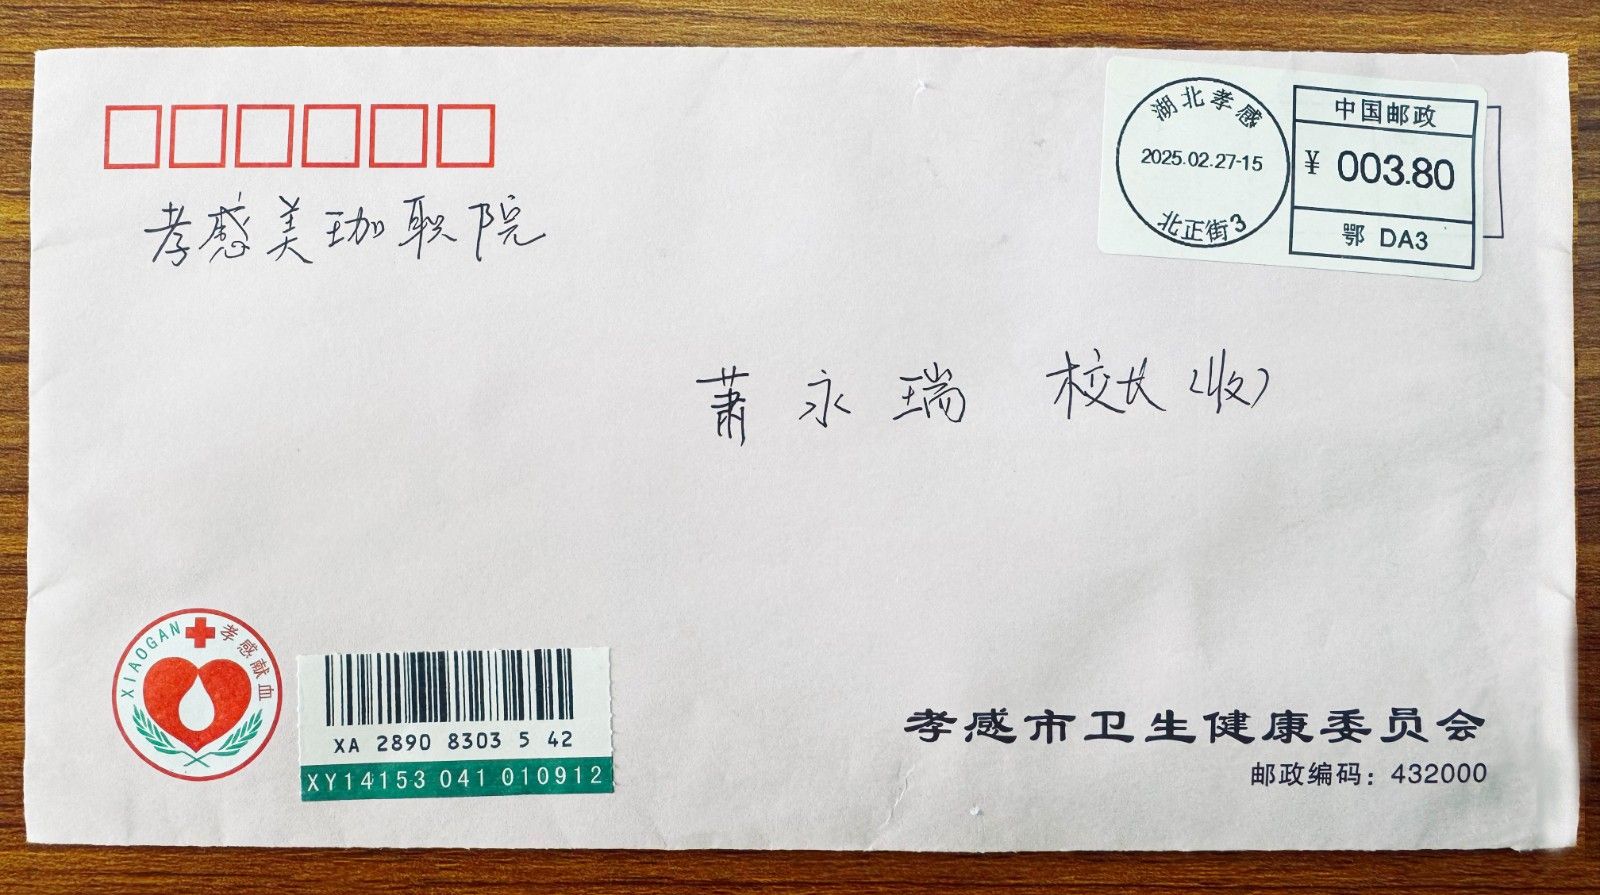 湖北孝感
2025.02.27-15
北正街3
中国邮政
¥ 003.80
鄂 DA3
孝感美珈职院
萧永瑞 校长(收)
XIAOGAN 孝感献血
XA 2890 8303 5 42
XY14153 041 010912
孝感市卫生健康委员会
邮政编码：432000